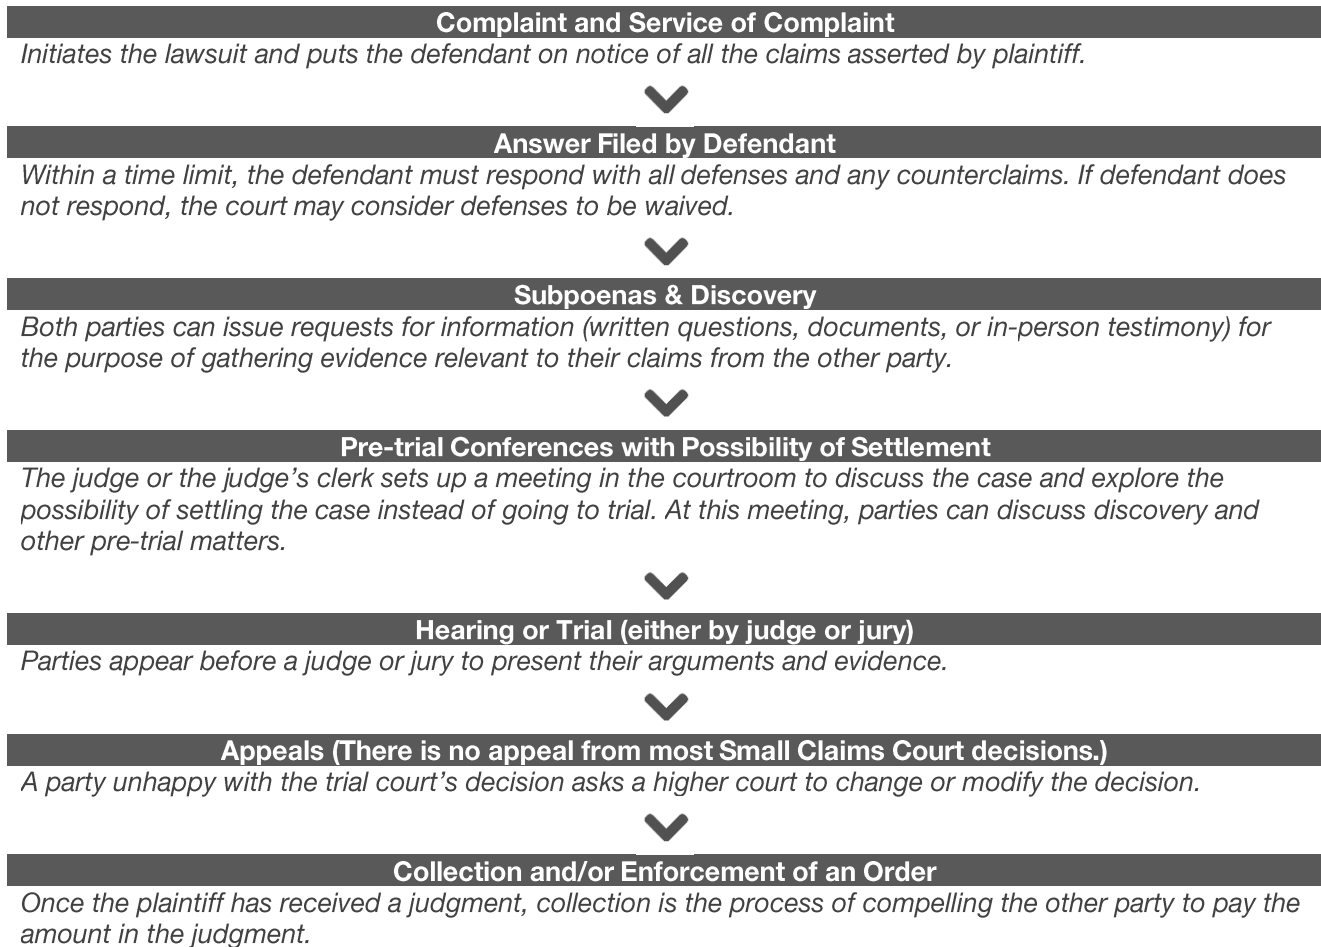 Complaint and Service of Complaint
Initiates the lawsuit and puts the defendant on notice of all the claims asserted by plaintiff.
Answer Filed by Defendant
Within a time limit, the defendant must respond with all defenses and any counterclaims. If defendant does
not respond, the court may consider defenses to be waived.
Subpoenas & Discovery
Both parties can issue requests for information (written questions, documents, or in-person testimony) for
the purpose of gathering evidence relevant to their claims from the other party.
Pre-trial Conferences with Possibility of Settlement
The judge or the judge’s clerk sets up a meeting in the courtroom to discuss the case and explore the
possibility of settling the case instead of going to trial. At this meeting, parties can discuss discovery and
other pre-trial matters.
Hearing or Trial (either by judge or jury)
Parties appear before a judge or jury to present their arguments and evidence.
Appeals (There is no appeal from most Small Claims Court decisions.)
A party unhappy with the trial court’s decision asks a higher court to change or modify the decision.
Collection and/or Enforcement of an Order
Once the plaintiff has received a judgment, collection is the process of compelling the other party to pay the
amount in the judgment.